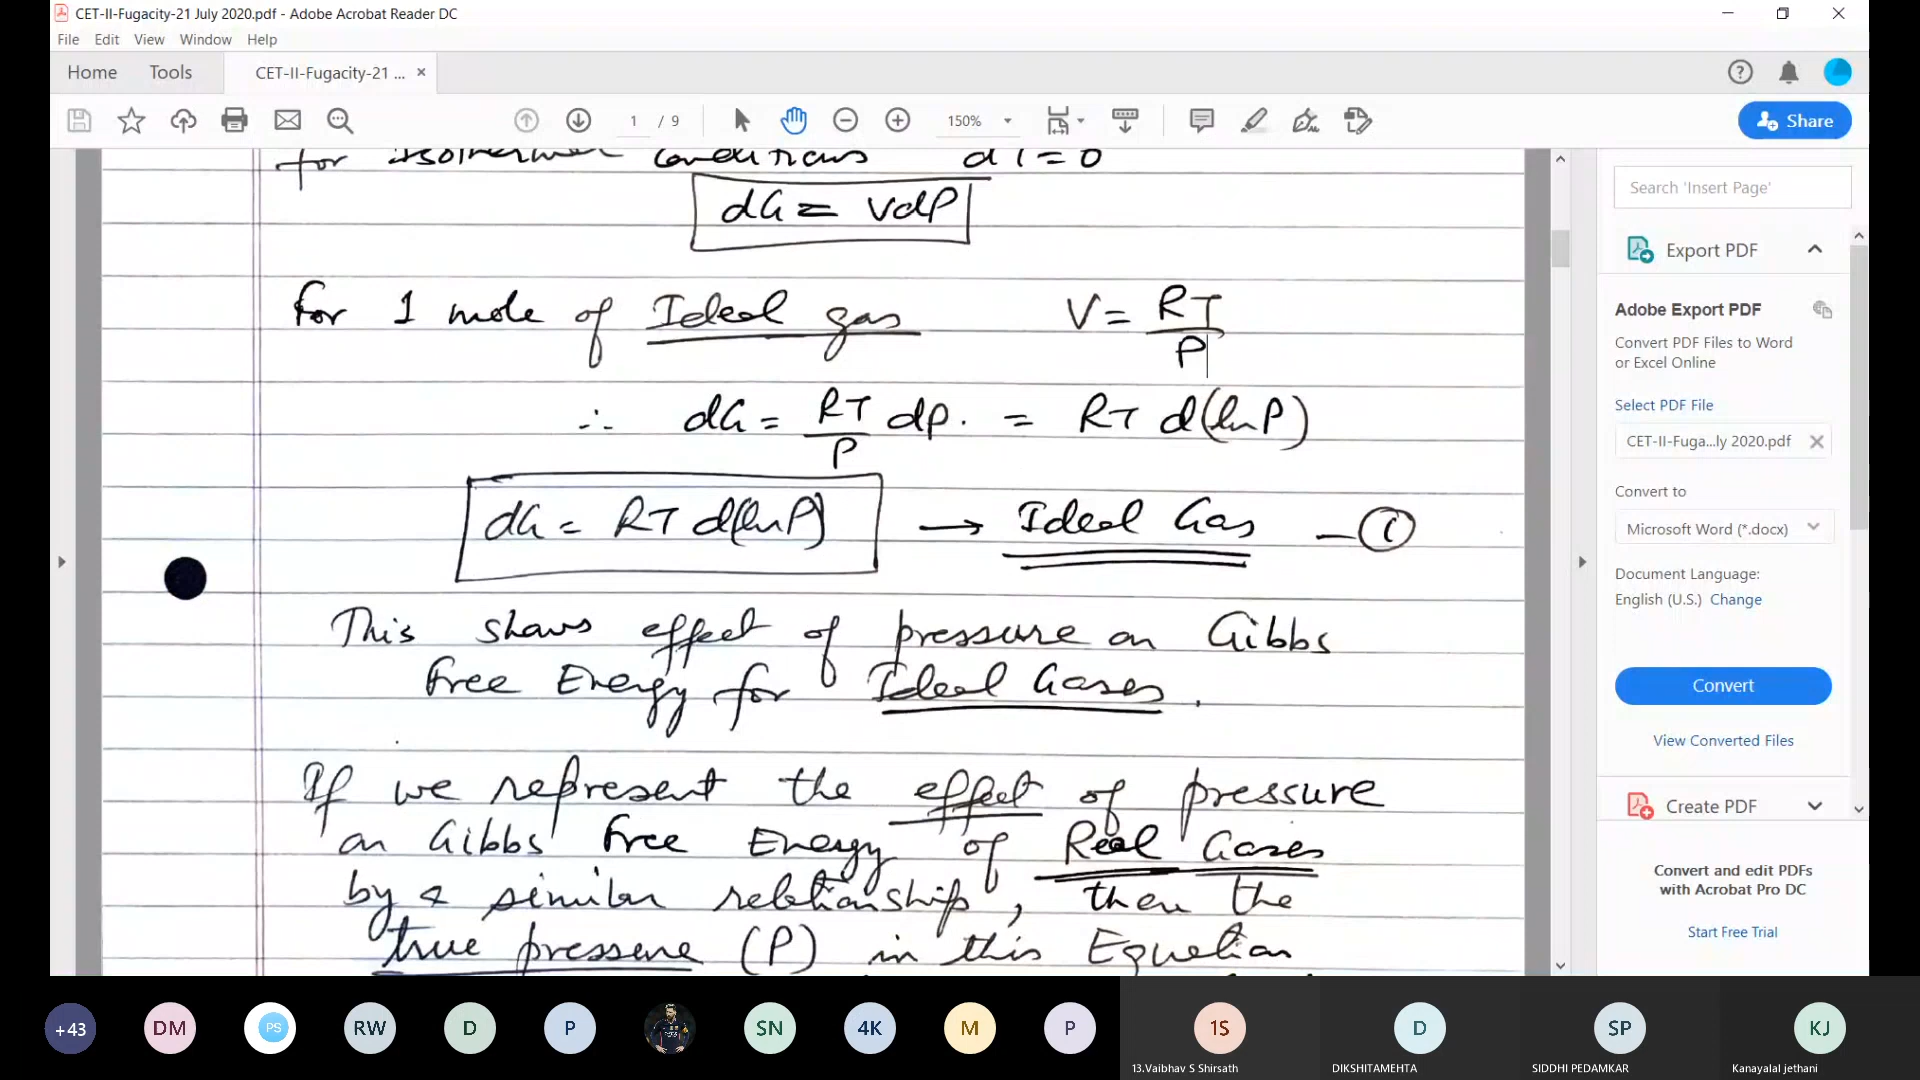 CET-II-Fugacity-21 July 2020.pdf - Adobe Acrobat Reader DC
File Edit View Window Help
Home Tools CET-II-Fugacity-21 ... ×
1 / 9 150% Share
for isothermal conditions dT=0
dG = VdP
for 1 mole of Ideal gas V = RT/P
∴ dG = RT/P dP. = RT d(lnP)
dG = RT d(lnP) → Ideal Gas - ①
This shows effect of pressure on Gibbs
Free Energy for Ideal Gases.
If we represent the effect of pressure
on Gibbs Free Energy of Real Gases
by a similar relationship, then the
true pressure (P) in this Equation
Search 'Insert Page'
Export PDF
Adobe Export PDF
Convert PDF Files to Word
or Excel Online
Select PDF File
CET-II-Fuga...ly 2020.pdf ×
Convert to
Microsoft Word (*.docx)
Document Language:
English (U.S.) Change
Convert
View Converted Files
Create PDF
Convert and edit PDFs
with Acrobat Pro DC
Start Free Trial
+43 DM PS RW D P SN 4K M P 1S D SP KJ
13.Vaibhav S Shirsath DIKSHITAMEHTA SIDDHI PEDAMKAR Kanayalal jethani